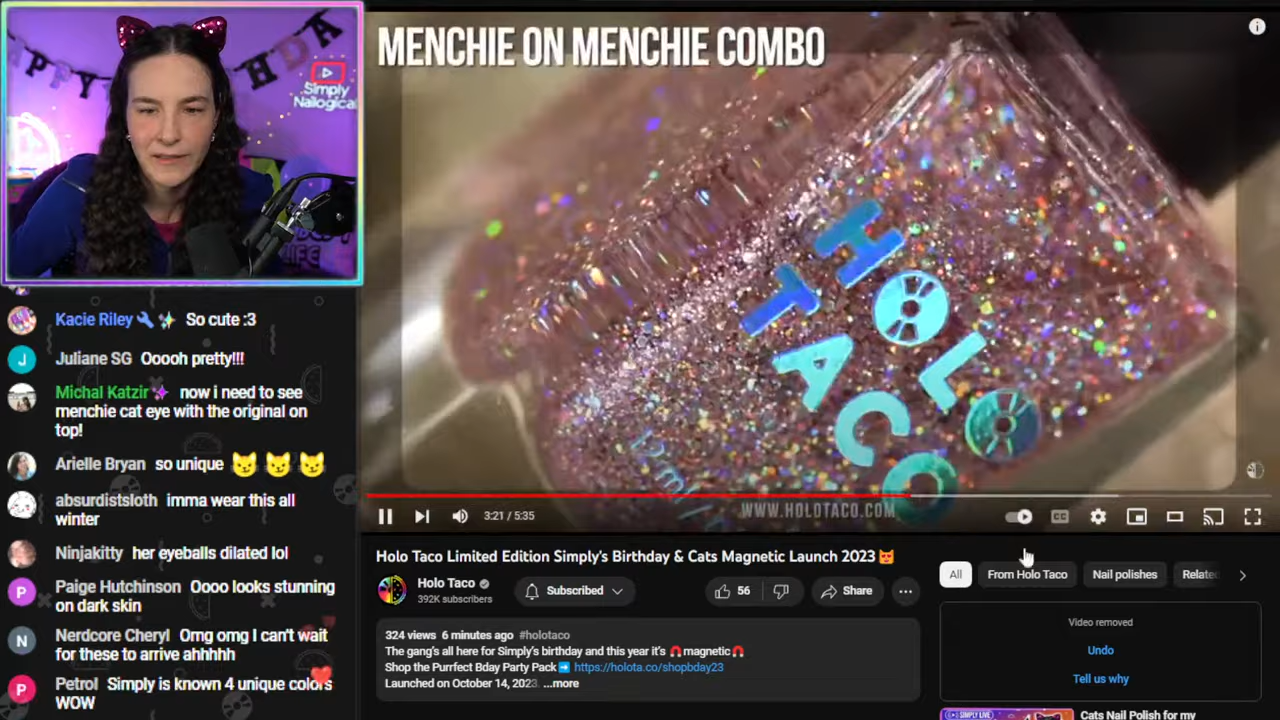 HAPPY
HDA
Simply
Nailogical
MENCHIE ON MENCHIE COMBO
HOLO
TACO
WWW.HOLOTACO.COM
3:21 / 5:35
CC
Kacie Riley So cute :3
Juliane SG Ooooh pretty!!!
Michal Katzir now i need to see
menchie cat eye with the original on
top!
Arielle Bryan so unique 😼 😼 😼
absurdistsloth imma wear this all
winter
Ninjakitty her eyeballs dilated lol
Paige Hutchinson Oooo looks stunning
on dark skin
Nerdcore Cheryl Omg omg I can't wait
for these to arrive ahhhhh
Petrol Simply is known 4 unique colors
WOW
J
P
N
P
Holo Taco Limited Edition Simply's Birthday & Cats Magnetic Launch 2023😻
Holo Taco
392K subscribers
Subscribed
56
Share
324 views 6 minutes ago #holotaco
The gang's all here for Simply's birthday and this year it's 🧲magnetic🧲
Shop the Purrfect Bday Party Pack➡ https://holota.co/shopbday23
Launched on October 14, 2023. ...more
All
From Holo Taco
Nail polishes
Relate
Video removed
Undo
Tell us why
SIMPLY LIVE
Cats Nail Polish for my